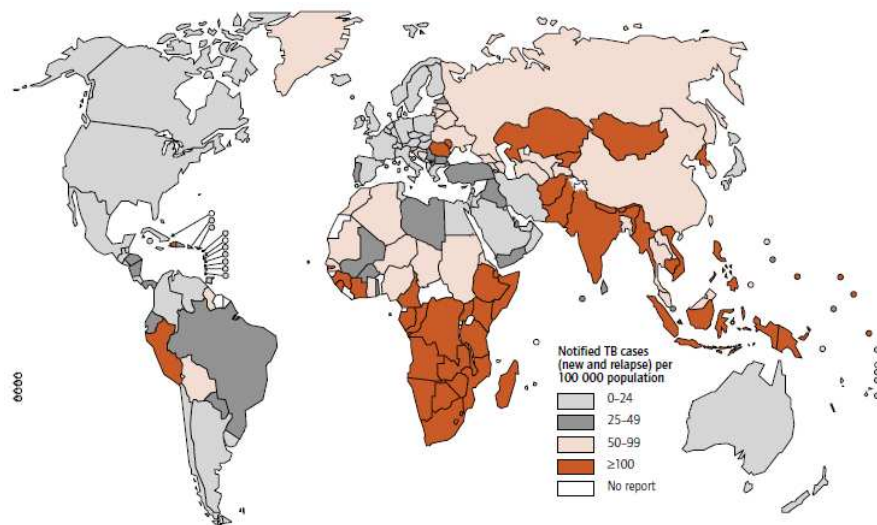 Notified TB cases
(new and relapse) per
100 000 population
0–24
25–49
50–99
≥100
No report